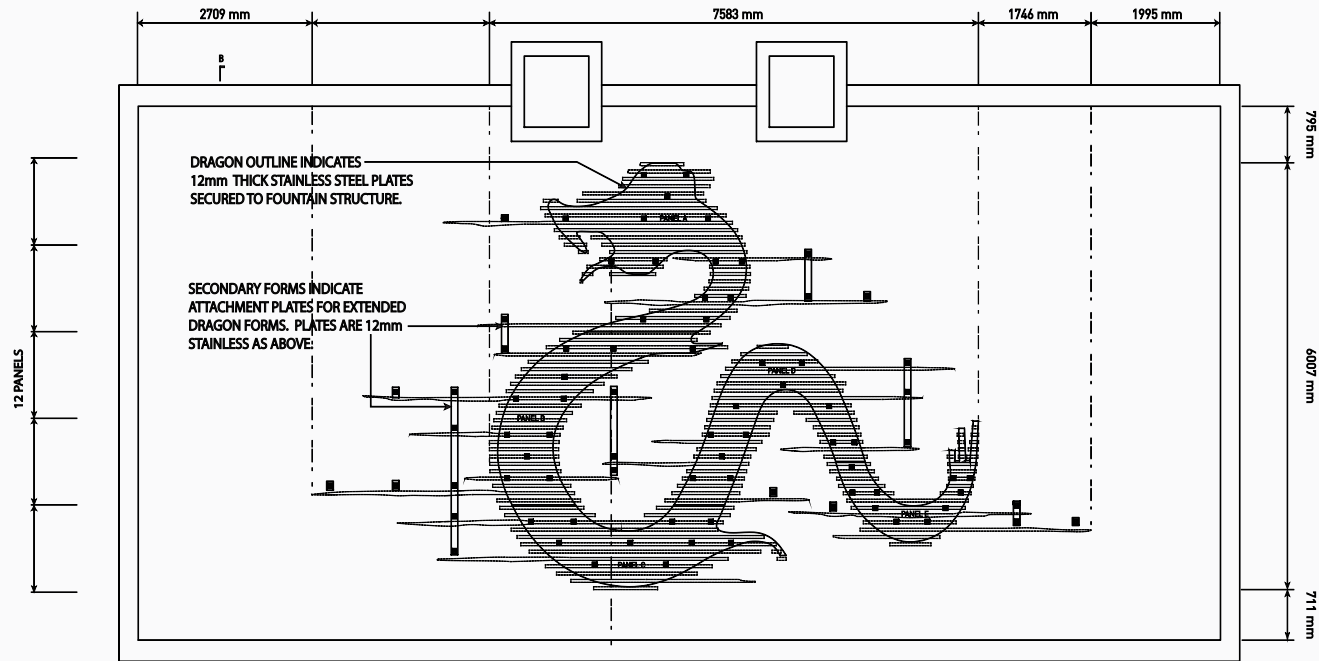 2709 mm
7583 mm
1746 mm
1995 mm
B
795 mm
DRAGON OUTLINE INDICATES
12mm THICK STAINLESS STEEL PLATES
SECURED TO FOUNTAIN STRUCTURE.
PANEL A
SECONDARY FORMS INDICATE
ATTACHMENT PLATES FOR EXTENDED
DRAGON FORMS. PLATES ARE 12mm
STAINLESS AS ABOVE.
12 PANELS
6007 mm
PANEL D
PANEL B
PANEL E
PANEL C
711 mm